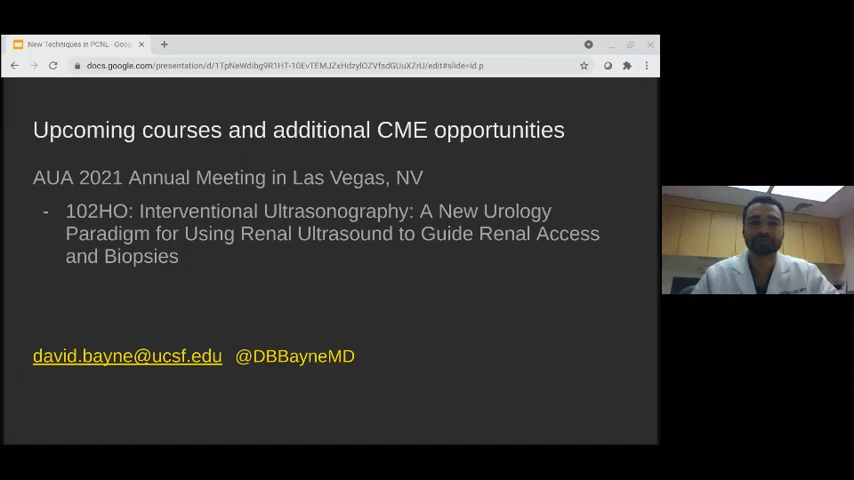 New Techniques in PCNL - Goog
docs.google.com/presentation/d/1TpNeWdibg9R1HT-10EvTEMJZxHdzylOZVfsdGUuXZrU/edit#slide=id.p
Upcoming courses and additional CME opportunities
AUA 2021 Annual Meeting in Las Vegas, NV
- 102HO: Interventional Ultrasonography: A New Urology
Paradigm for Using Renal Ultrasound to Guide Renal Access
and Biopsies
david.bayne@ucsf.edu @DBBayneMD